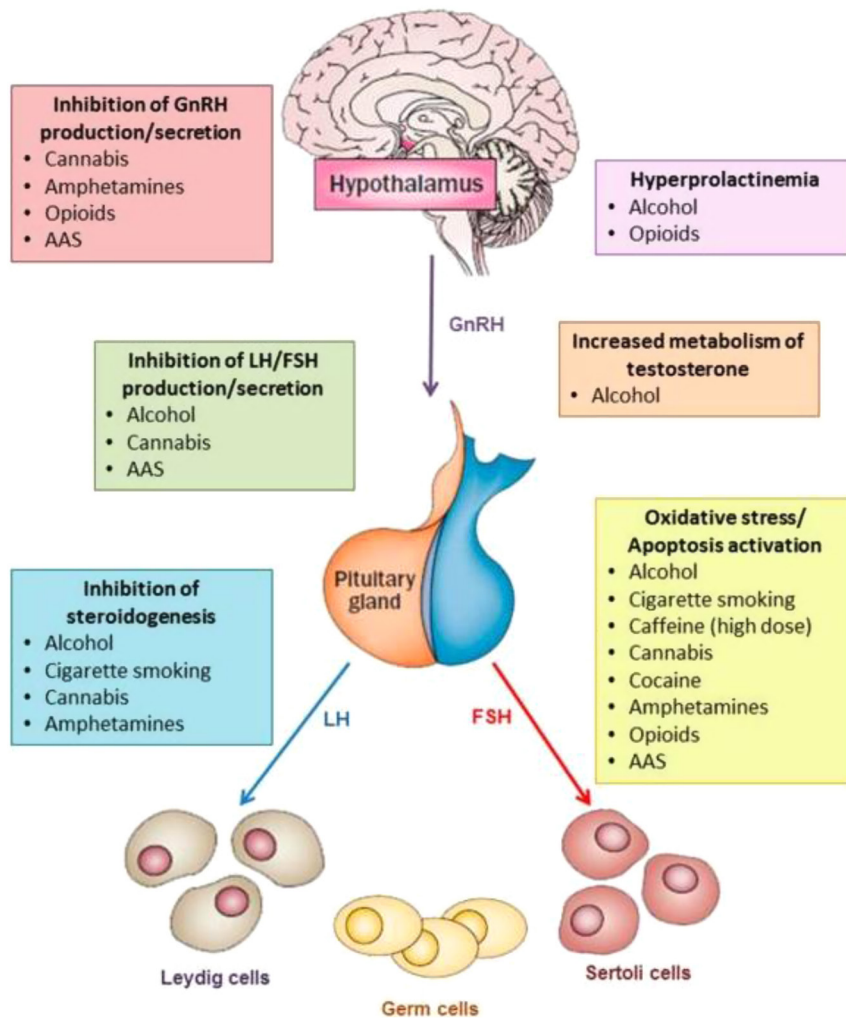 Inhibition of GnRH
production/secretion
• Cannabis
• Amphetamines
• Opioids
• AAS
Hypothalamus
Hyperprolactinemia
• Alcohol
• Opioids
GnRH
Inhibition of LH/FSH
production/secretion
• Alcohol
• Cannabis
• AAS
Increased metabolism of
testosterone
• Alcohol
Pituitary
gland
Oxidative stress/
Apoptosis activation
• Alcohol
• Cigarette smoking
• Caffeine (high dose)
• Cannabis
• Cocaine
• Amphetamines
• Opioids
• AAS
Inhibition of
steroidogenesis
• Alcohol
• Cigarette smoking
• Cannabis
• Amphetamines
LH
FSH
Leydig cells
Germ cells
Sertoli cells